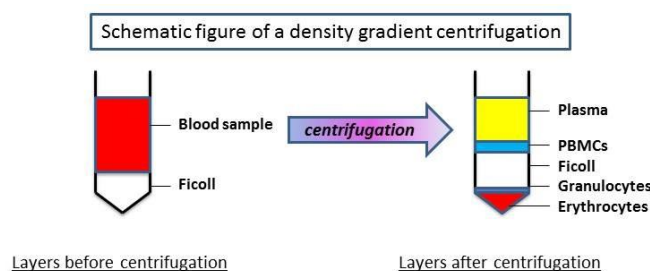 Schematic figure of a density gradient centrifugation
Blood sample
Ficoll
centrifugation
Plasma
PBMCs
Ficoll
Granulocytes
Erythrocytes
Layers before centrifugation
Layers after centrifugation